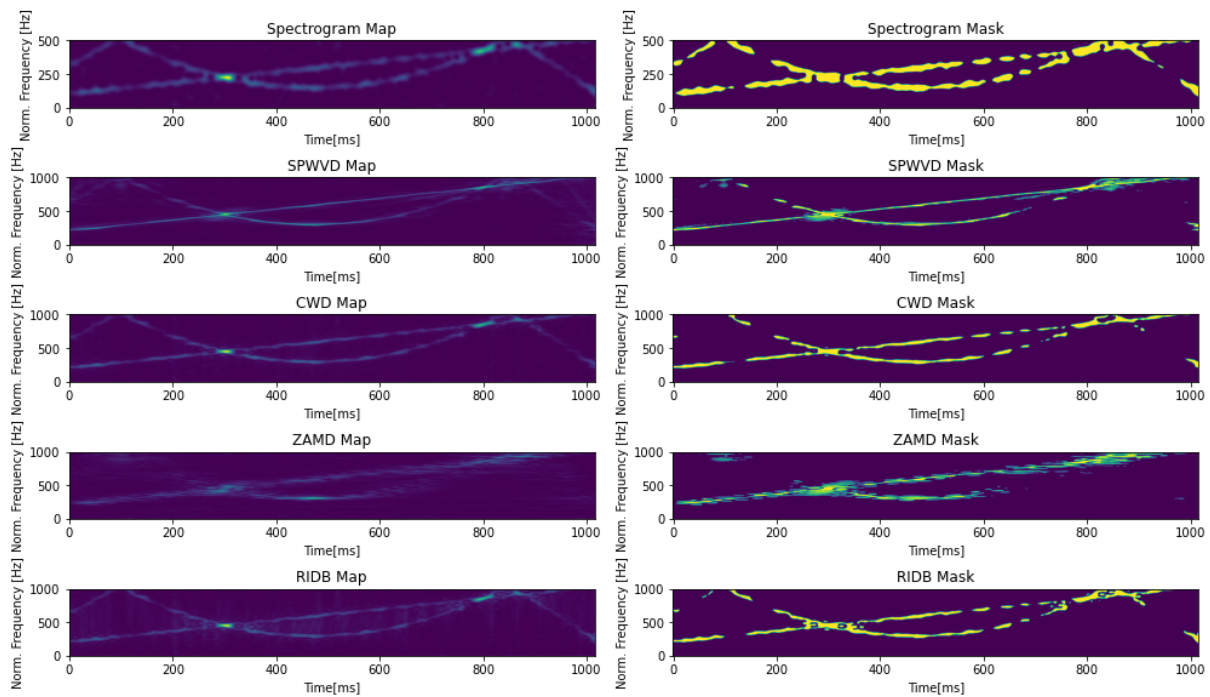 Spectrogram Map
Norm. Frequency [Hz]
500
250
0
0 200 400 600 800 1000
Time[ms]
Spectrogram Mask
Norm. Frequency [Hz]
500
250
0
0 200 400 600 800 1000
Time[ms]
SPWVD Map
Norm. Frequency [Hz]
1000
500
0
0 200 400 600 800 1000
Time[ms]
SPWVD Mask
Norm. Frequency [Hz]
1000
500
0
0 200 400 600 800 1000
Time[ms]
CWD Map
Norm. Frequency [Hz]
1000
500
0
0 200 400 600 800 1000
Time[ms]
CWD Mask
Norm. Frequency [Hz]
1000
500
0
0 200 400 600 800 1000
Time[ms]
ZAMD Map
Norm. Frequency [Hz]
1000
500
0
0 200 400 600 800 1000
Time[ms]
ZAMD Mask
Norm. Frequency [Hz]
1000
500
0
0 200 400 600 800 1000
Time[ms]
RIDB Map
Norm. Frequency [Hz]
1000
500
0
0 200 400 600 800 1000
Time[ms]
RIDB Mask
Norm. Frequency [Hz]
1000
500
0
0 200 400 600 800 1000
Time[ms]